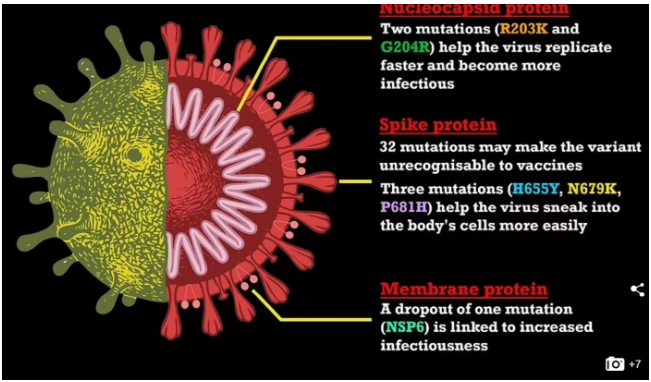 Nucleocapsid protein
Two mutations (R203K and
G204R) help the virus replicate
faster and become more
infectious
Spike protein
32 mutations may make the variant
unrecognisable to vaccines
Three mutations (H655Y, N679K,
P681H) help the virus sneak into
the body's cells more easily
Membrane protein
A dropout of one mutation
(NSP6) is linked to increased
infectiousness
+7